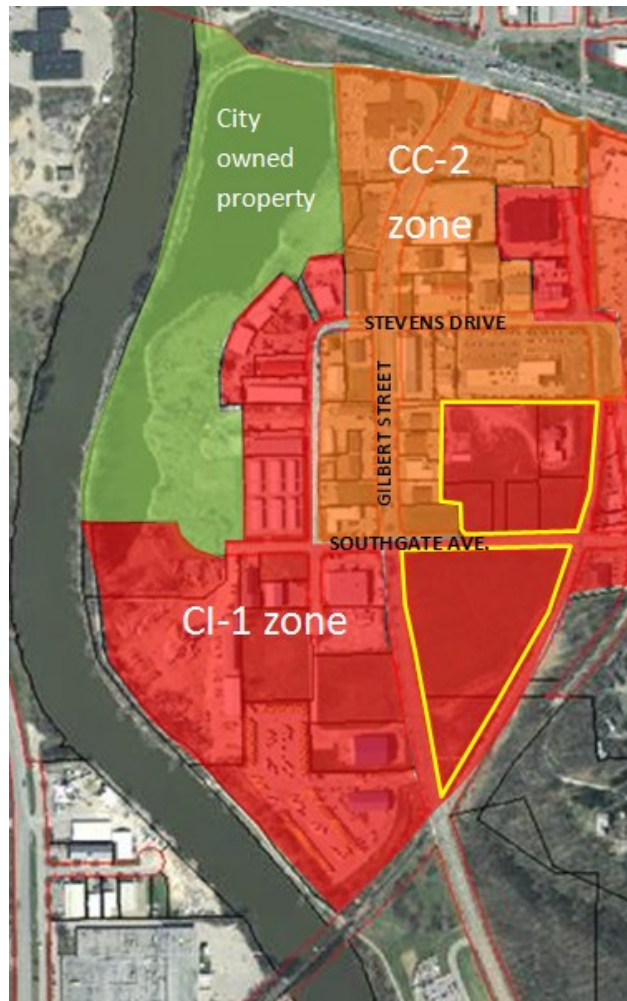 City
owned
property
CC-2
zone
STEVENS DRIVE
GILBERT STREET
SOUTHGATE AVE.
CI-1 zone